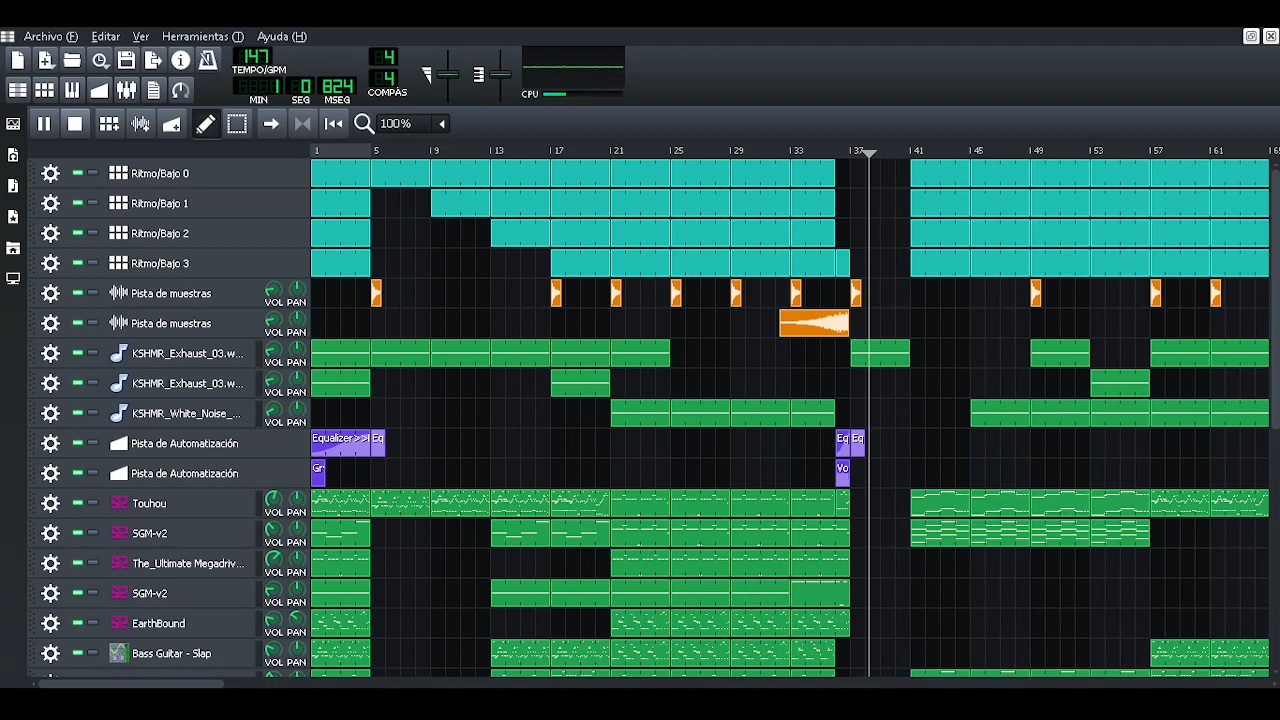 Archivo (F) Editar Ver Herramientas (T) Ayuda (H)
147
TEMPO/GPM
1 0 824
MIN SEG MSEG
4
4
COMPÁS
CPU
100%
1 5 9 13 17 21 25 29 33 37 41 45 49 53 57 61 65
Ritmo/Bajo 0
Ritmo/Bajo 1
Ritmo/Bajo 2
Ritmo/Bajo 3
Pista de muestras VOL PAN
Pista de muestras VOL PAN
KSHMR_Exhaust_03.w... VOL PAN
KSHMR_Exhaust_03.w... VOL PAN
KSHMR_White_Noise_... VOL PAN
Pista de Automatización Equalizer>> Eq Eq Eq
Pista de Automatización Gr Vo
Touhou VOL PAN
SGM-v2 VOL PAN
The_Ultimate_Megadriv... VOL PAN
SGM-v2 VOL PAN
EarthBound VOL PAN
Bass Guitar - Slap VOL PAN